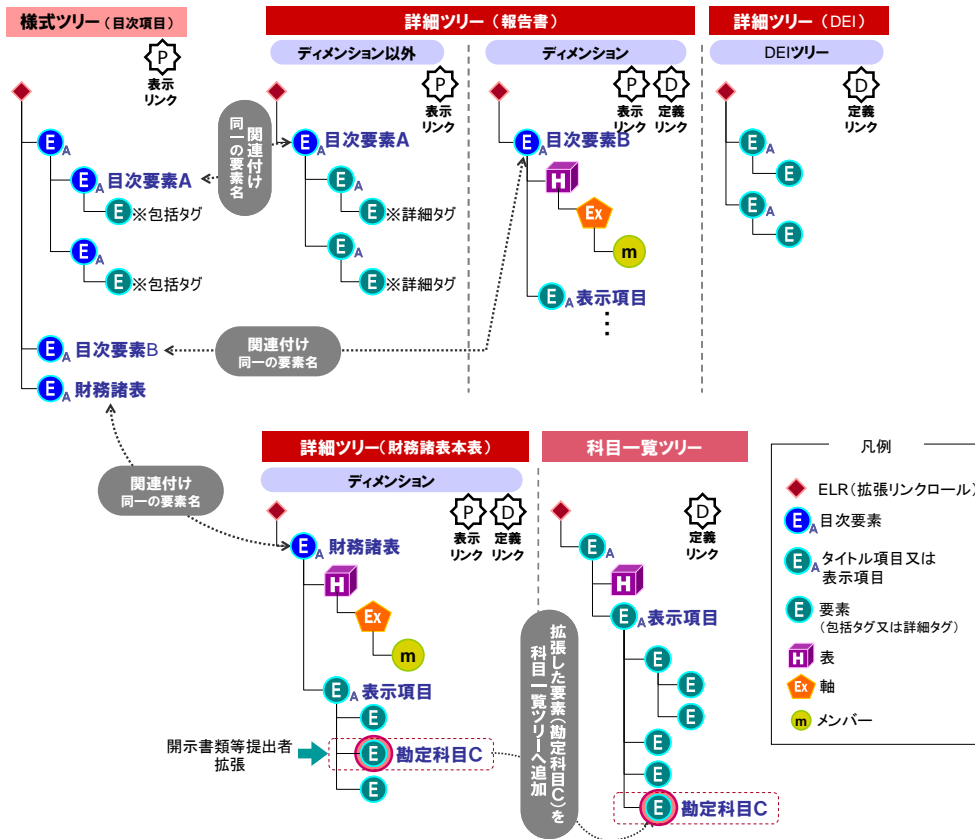 様式ツリー（目次項目）
P
表示
リンク
E A
E A 目次要素A
E ※包括タグ
E A
E ※包括タグ
E A 目次要素B
E A 財務諸表
関連付け
同一の要素名
詳細ツリー（報告書）
ディメンション以外
P
表示
リンク
E A 目次要素A
E A
E ※詳細タグ
E A
E ※詳細タグ
ディメンション
P D
表示 定義
リンク リンク
E A 目次要素B
H
Ex
m
E A 表示項目
関連付け
同一の要素名
詳細ツリー（DEI）
DEIツリー
D
定義
リンク
E A
E
E A
E
関連付け
同一の要素名
詳細ツリー（財務諸表本表）
ディメンション
P D
表示 定義
リンク リンク
E A 財務諸表
H
Ex
m
E A 表示項目
E
開示書類等提出者
拡張
E 勘定科目C
E
拡張した要素（勘定科目C）を
科目一覧ツリーへ追加
科目一覧ツリー
D
定義
リンク
E A
H
E A 表示項目
E
E
E
E
E
E 勘定科目C
凡例
ELR（拡張リンクロール）
E A 目次要素
E A タイトル項目又は
表示項目
E 要素
（包括タグ又は詳細タグ）
H 表
Ex 軸
m メンバー